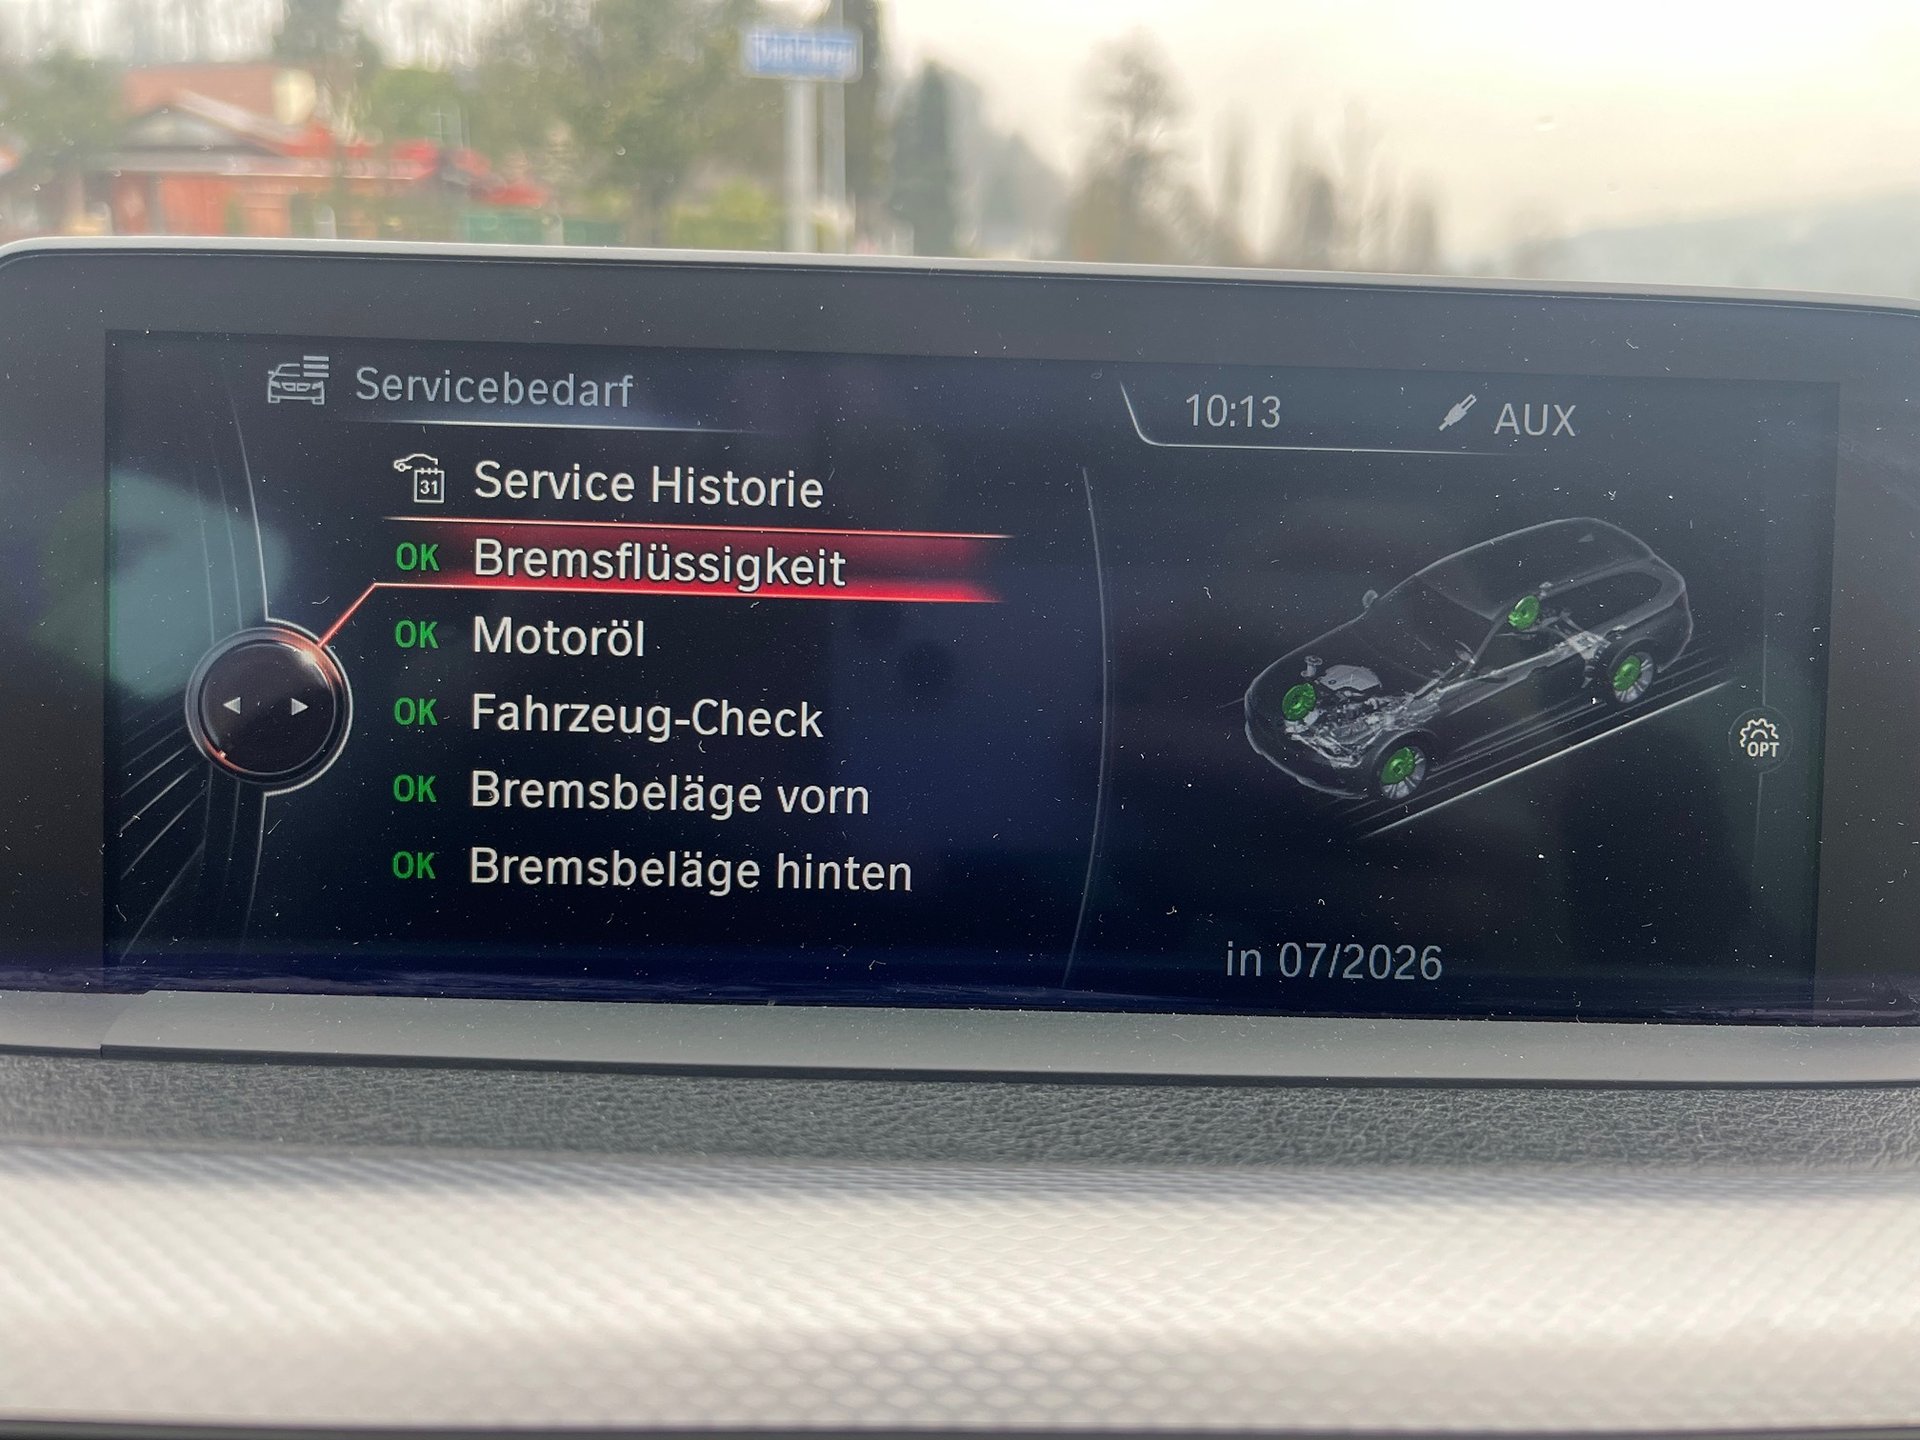 Servicebedarf
10:13
AUX
31
Service Historie
OK Bremsflüssigkeit
OK Motoröl
OK Fahrzeug-Check
OK Bremsbeläge vorn
OK Bremsbeläge hinten
OPT
in 07/2026